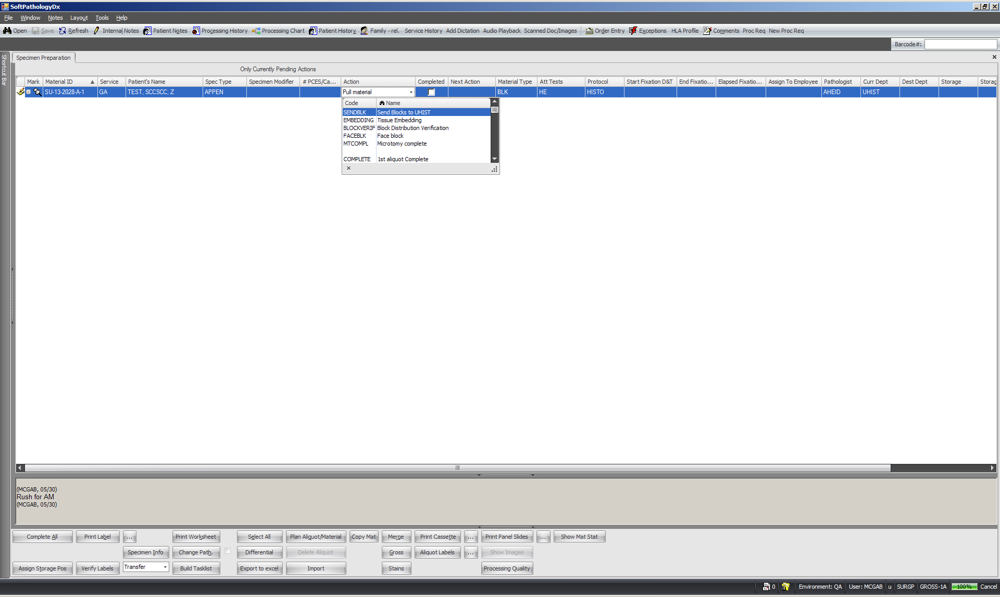 SoftPathologyDx
File Window Notes Layout Tools Help
Open Save Refresh Internal Notes Patient Notes Processing History Processing Chart Patient History Family - rel. Service History Add Dictation Audio Playback Scanned Doc/Images Order Entry Exceptions HLA Profile Comments Proc Req New Proc Req
Barcode#:
Shortcut Bar
Specimen Preparation
Only Currently Pending Actions
Mark Material ID Service Patient's Name Spec Type Specimen Modifier # PCES/Ca... Action Completed Next Action Material Type Att Tests Protocol Start Fixation D&T End Fixatio... Elapsed Fixatio... Assign To Employee Pathologist Curr Dept Dest Dept Storage Storag
SU-13-2028-A-1 GA TEST, SCCSCC, Z APPEN Pull material BLK HE HISTO AHEID UHIST
Code Name
SENDBLK Send Blocks to UHIST
EMBEDDING Tissue Embedding
BLOCKVERIF Block Distribution Verification
FACEBLK Face block
MTCOMPL Microtomy complete
COMPLETE 1st aliquot Complete
(MCGAB, 05/30)
Rush for AM
(MCGAB, 05/30)
Complete All Print Label ... Print Worksheet Select All Plan Aliquot/Material Copy Mat Merge Print Cassette ... Print Panel Slides ... Show Mat Stat
Specimen Info Change Path. Differential Delete Aliquot Gross Aliquot Labels ... Show Images
Assign Storage Pos Verify Labels Transfer Build Tasklist Export to excel Import Stains Processing Quality
0 Environment: QA User: MCGAB u SURGP GROSS-1A 100% Cancel